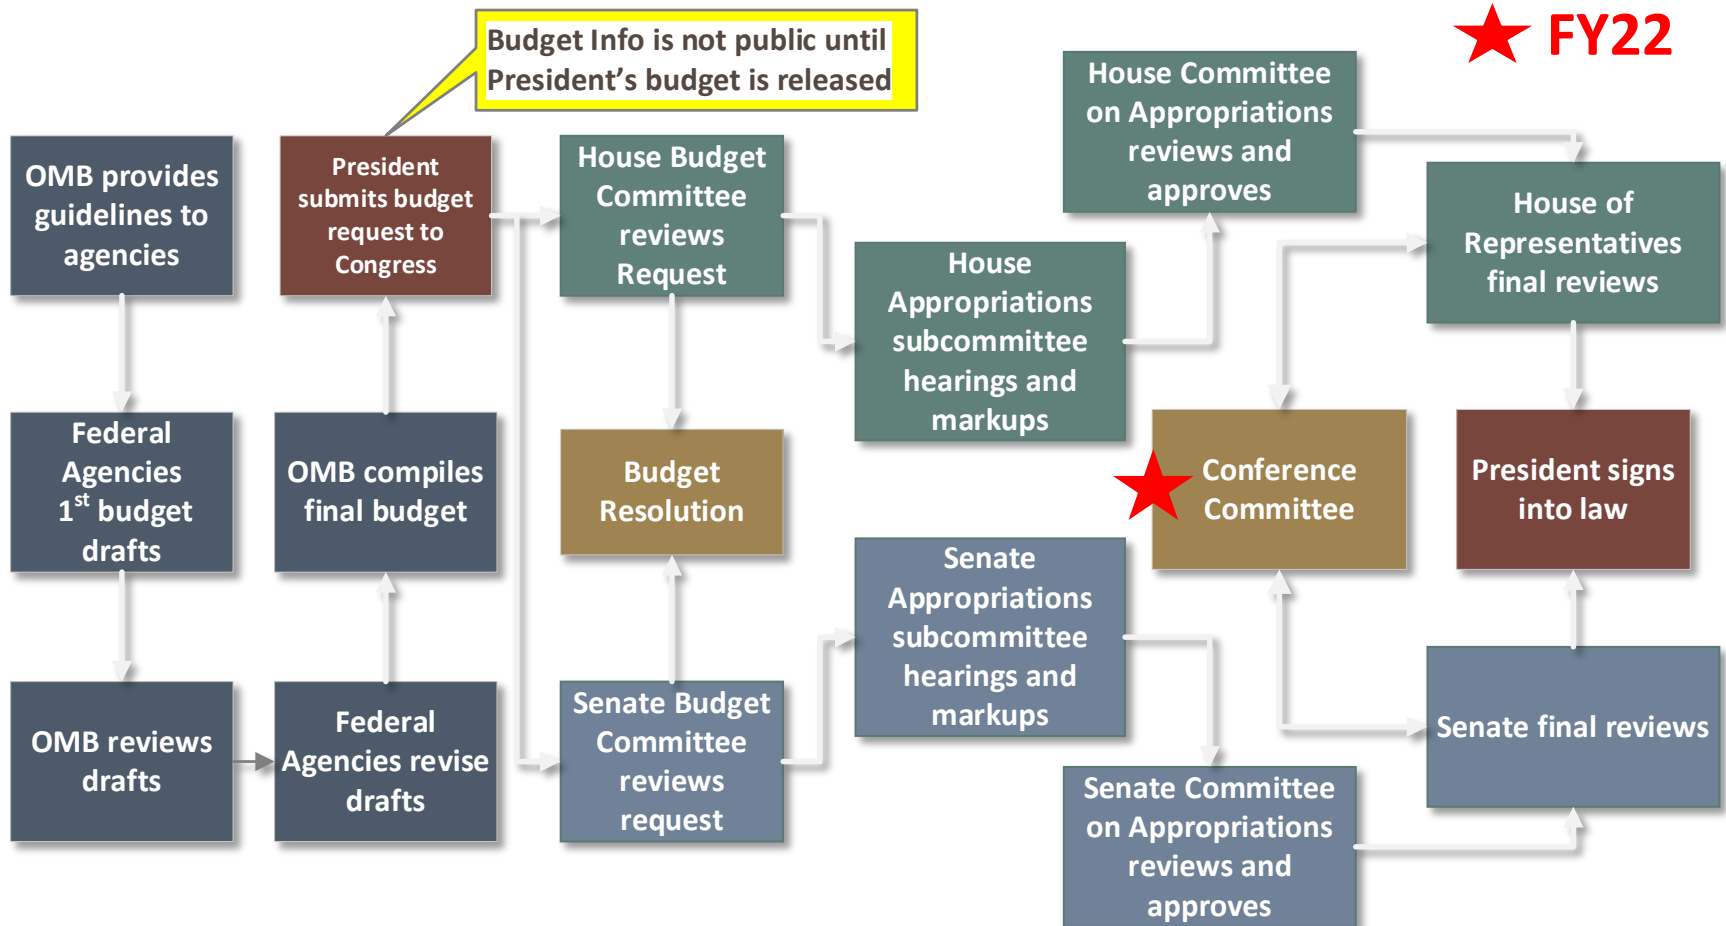 Budget Info is not public until
President’s budget is released
FY22
OMB provides
guidelines to
agencies
Federal
Agencies
1st budget
drafts
OMB reviews
drafts
Federal
Agencies revise
drafts
OMB compiles
final budget
President
submits budget
request to
Congress
House Budget
Committee
reviews
Request
Budget
Resolution
Senate Budget
Committee
reviews
request
House
Appropriations
subcommittee
hearings and
markups
Senate
Appropriations
subcommittee
hearings and
markups
House Committee
on Appropriations
reviews and
approves
Conference
Committee
Senate Committee
on Appropriations
reviews and
approves
House of
Representatives
final reviews
President signs
into law
Senate final reviews